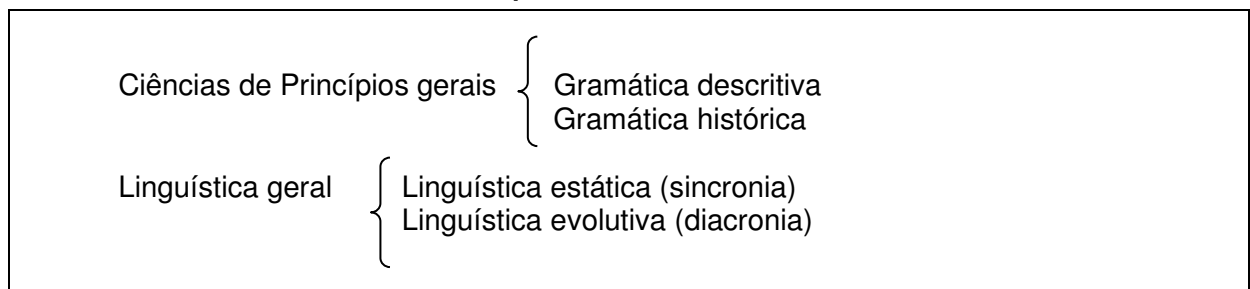 Ciências de Princípios gerais
Gramática descritiva
Gramática histórica
Linguística geral
Linguística estática (sincronia)
Linguística evolutiva (diacronia)